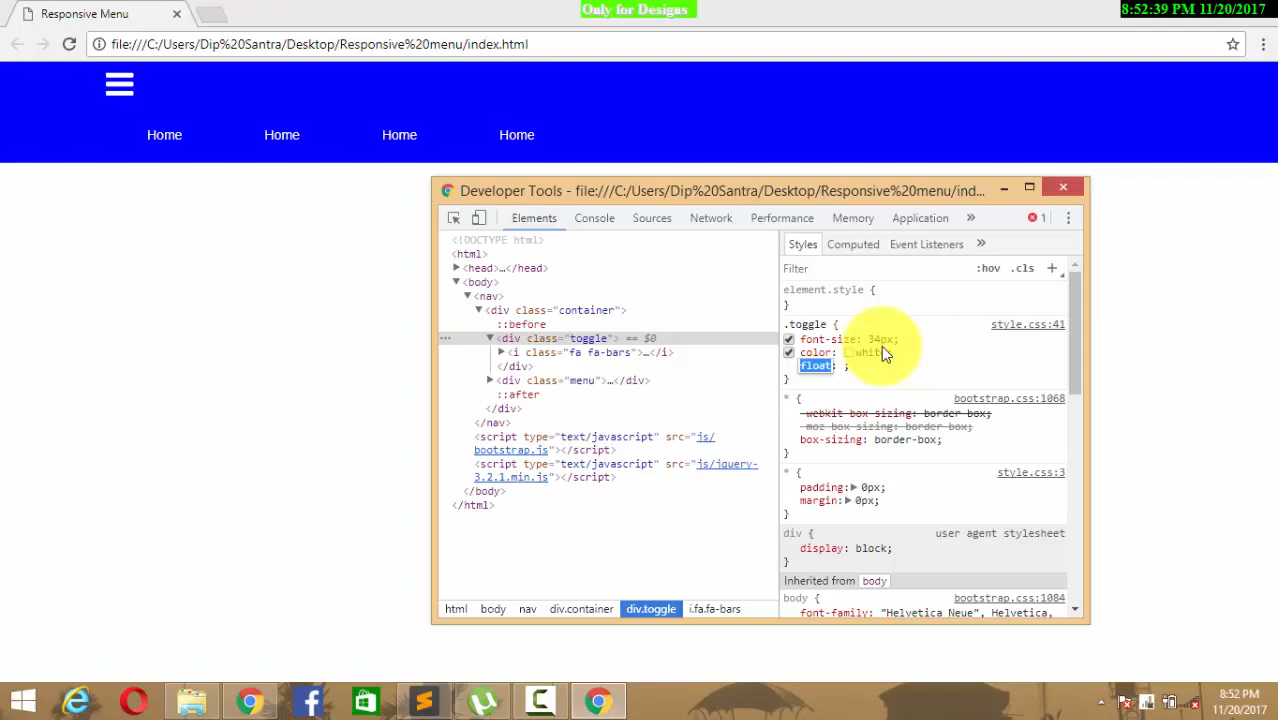 Responsive Menu
Only for Designs
8:52:39 PM 11/20/2017
file:///C:/Users/Dip%20Santra/Desktop/Responsive%20menu/index.html
Home Home Home Home
Developer Tools - file:///C:/Users/Dip%20Santra/Desktop/Responsive%20menu/ind...
Elements Console Sources Network Performance Memory Application » 1
<!DOCTYPE html>
<html>
<head>…</head>
<body>
<nav>
<div class="container">
::before
<div class="toggle"> == $0
<i class="fa fa-bars">…</i>
</div>
<div class="menu">…</div>
::after
</div>
</nav>
<script type="text/javascript" src="js/
bootstrap.js"></script>
<script type="text/javascript" src="js/jquery-
3.2.1.min.js"></script>
</body>
</html>
html body nav div.container div.toggle i.fa.fa-bars
Styles Computed Event Listeners »
Filter :hov .cls +
element.style {
}
.toggle { style.css:41
font-size: 34px;
color: white;
float: ;
}
* { bootstrap.css:1068
-webkit-box-sizing: border-box;
-moz-box-sizing: border-box;
box-sizing: border-box;
}
* { style.css:3
padding: 0px;
margin: 0px;
}
div { user agent stylesheet
display: block;
}
Inherited from body
body { bootstrap.css:1084
font-family: "Helvetica Neue", Helvetica,
8:52 PM
11/20/2017